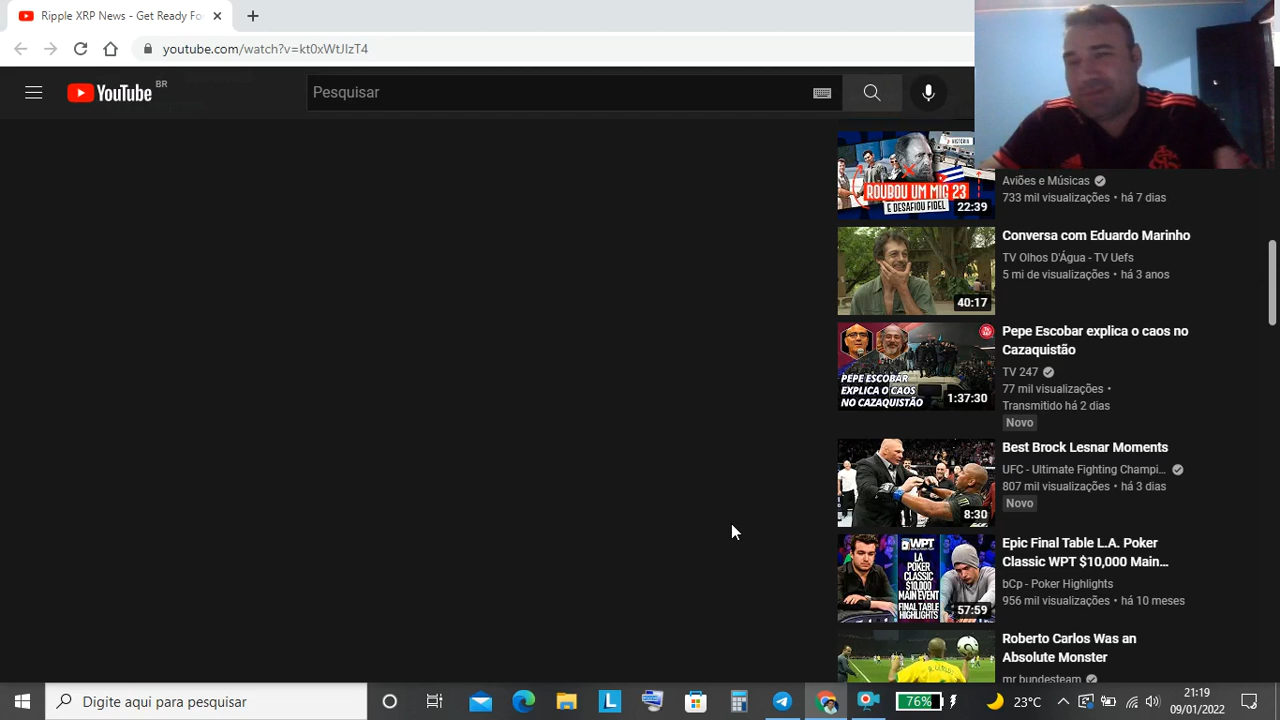 Ripple XRP News - Get Ready Fo
youtube.com/watch?v=kt0xWtJIzT4
YouTube BR
Pesquisar
HISTÓRIA
ROUBOU UM MIG 23
E DESAFIOU FIDEL
22:39
Aviões e Músicas
733 mil visualizações • há 7 dias
40:17
Conversa com Eduardo Marinho
TV Olhos D'Água - TV Uefs
5 mi de visualizações • há 3 anos
PEPE ESCOBAR
EXPLICA O CAOS
NO CAZAQUISTÃO
1:37:30
Pepe Escobar explica o caos no
Cazaquistão
TV 247
77 mil visualizações •
Transmitido há 2 dias
Novo
8:30
Best Brock Lesnar Moments
UFC - Ultimate Fighting Champi...
807 mil visualizações • há 3 dias
Novo
WPT
LA
POKER
CLASSIC
$10,000
MAIN EVENT
FINAL TABLE
HIGHLIGHTS
57:59
Epic Final Table L.A. Poker
Classic WPT $10,000 Main...
bCp - Poker Highlights
956 mil visualizações • há 10 meses
Roberto Carlos Was an
Absolute Monster
mr bundesteam
Digite aqui para pesquisar
L
76%
23°C
21:19
09/01/2022